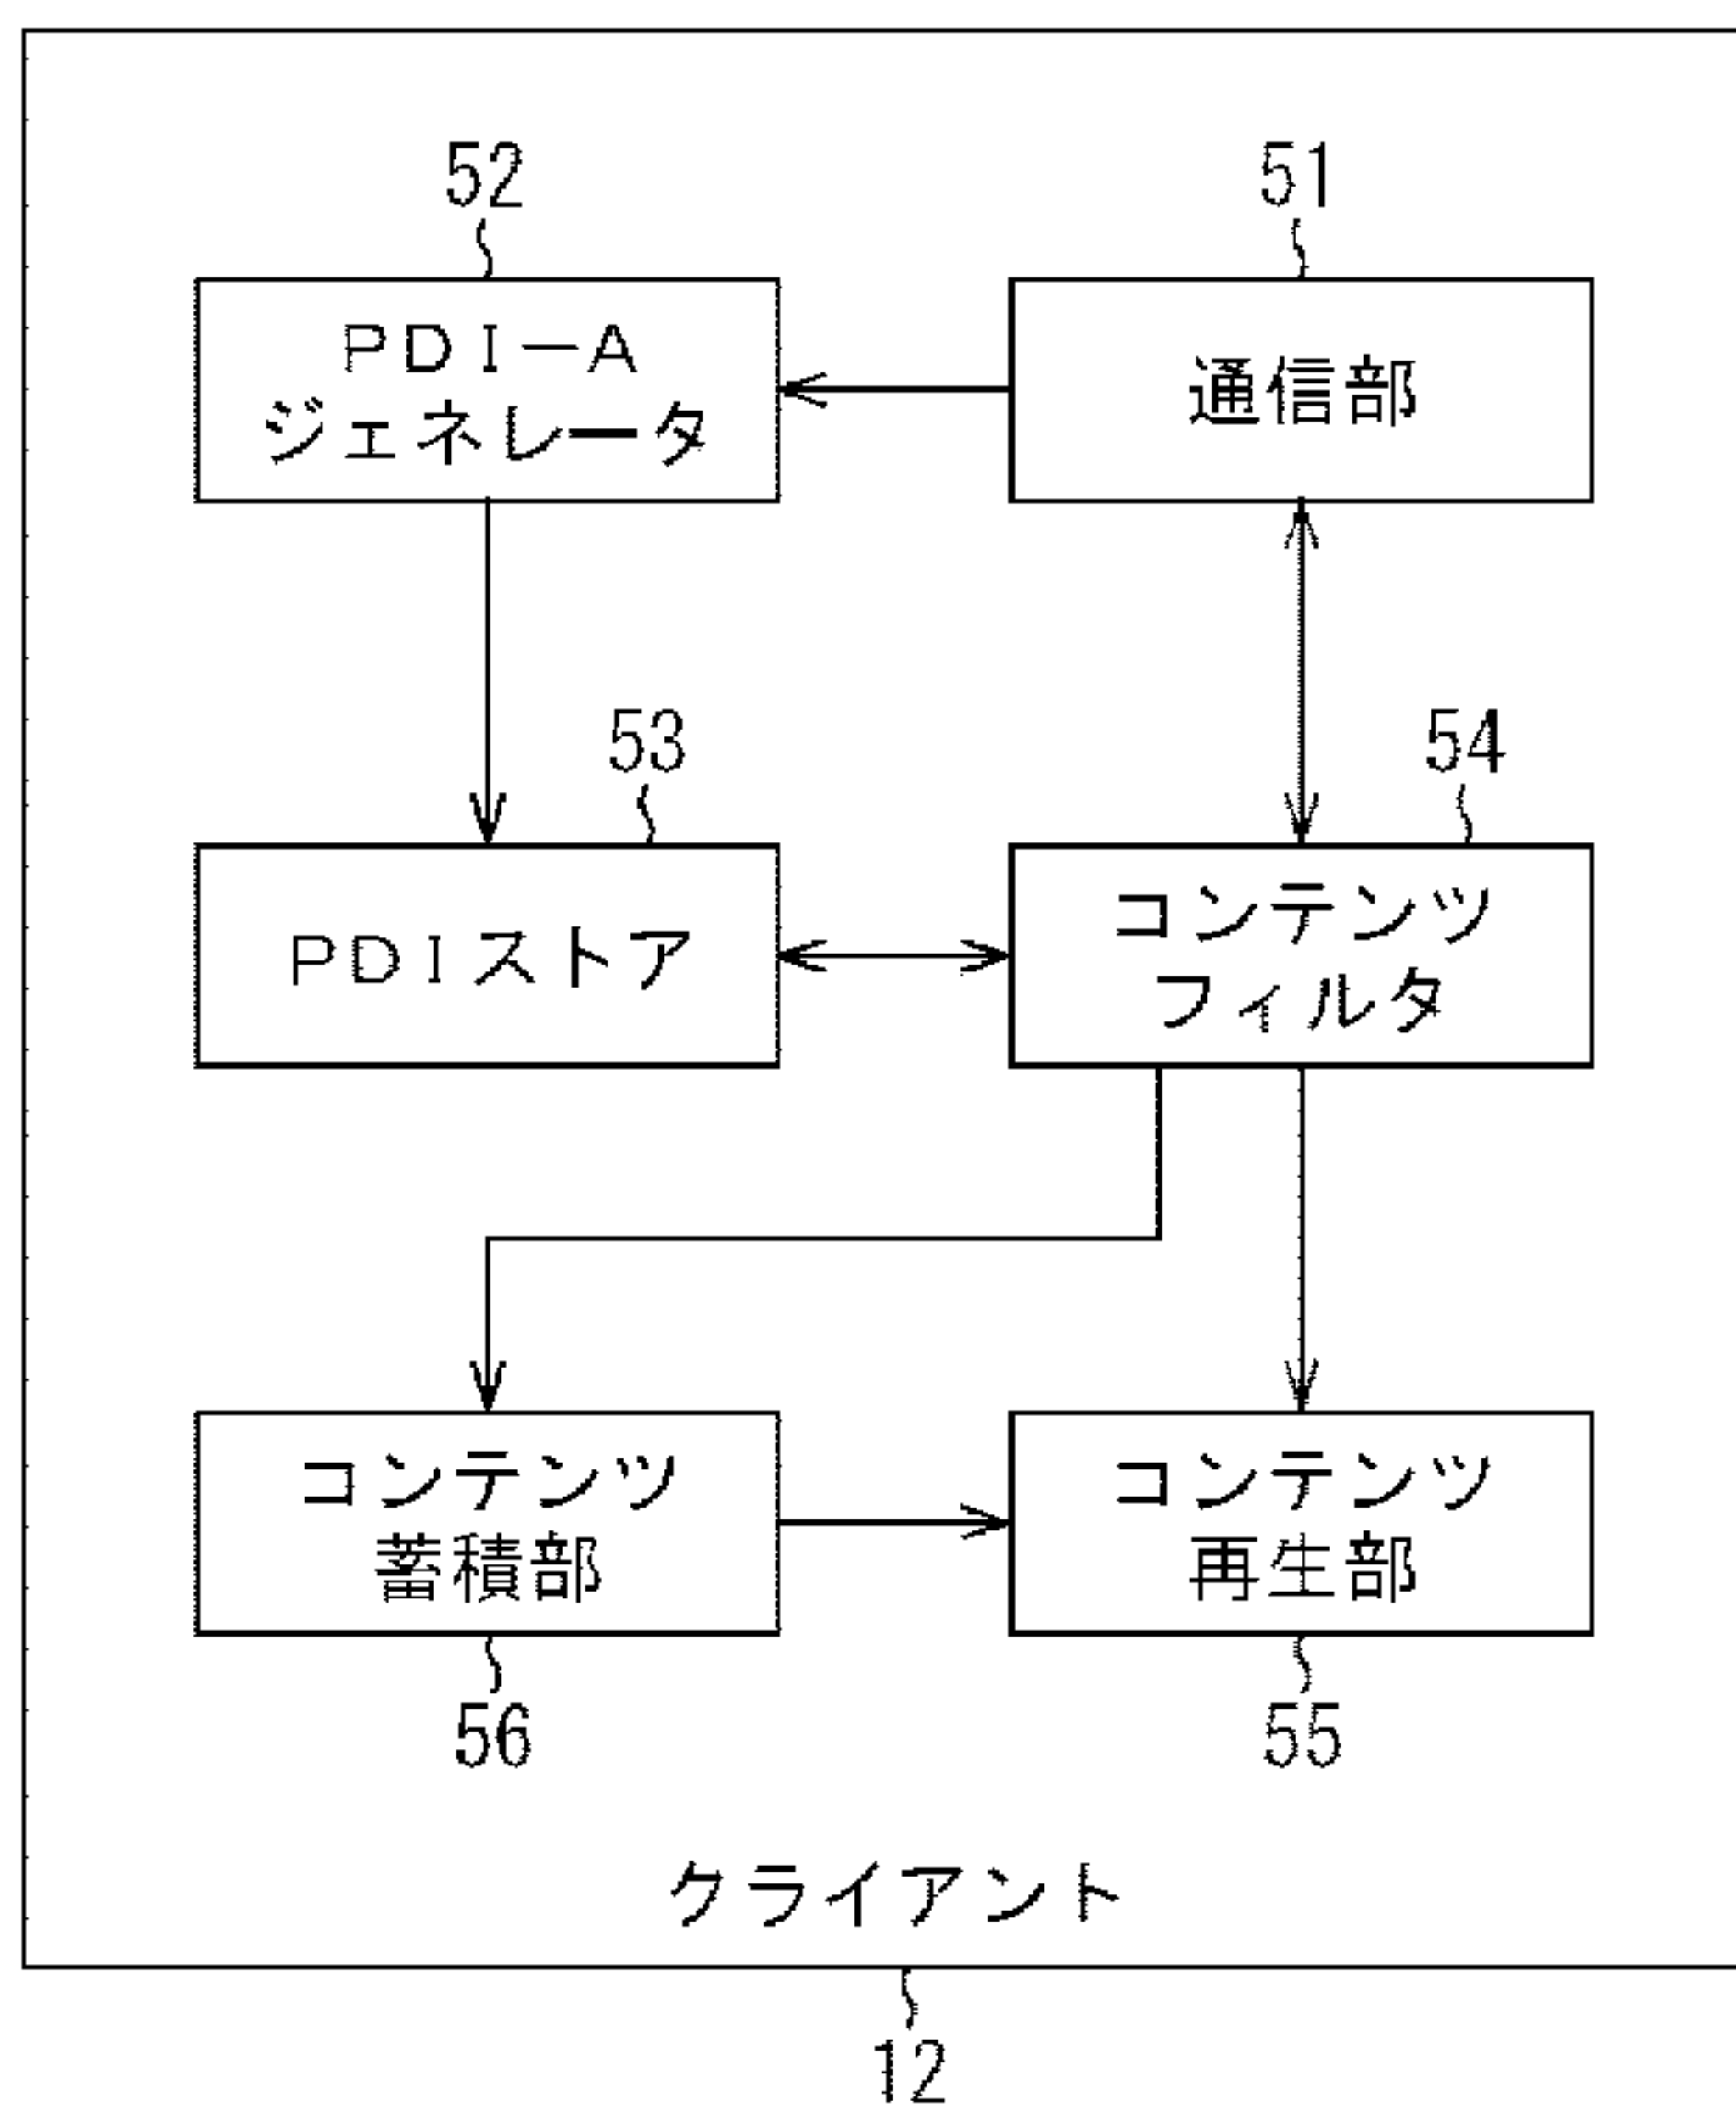 52
51
PDI－A
ジェネレータ
通信部
53
54
PDIストア
コンテンツ
フィルタ
コンテンツ
蓄積部
コンテンツ
再生部
56
55
クライアント
12